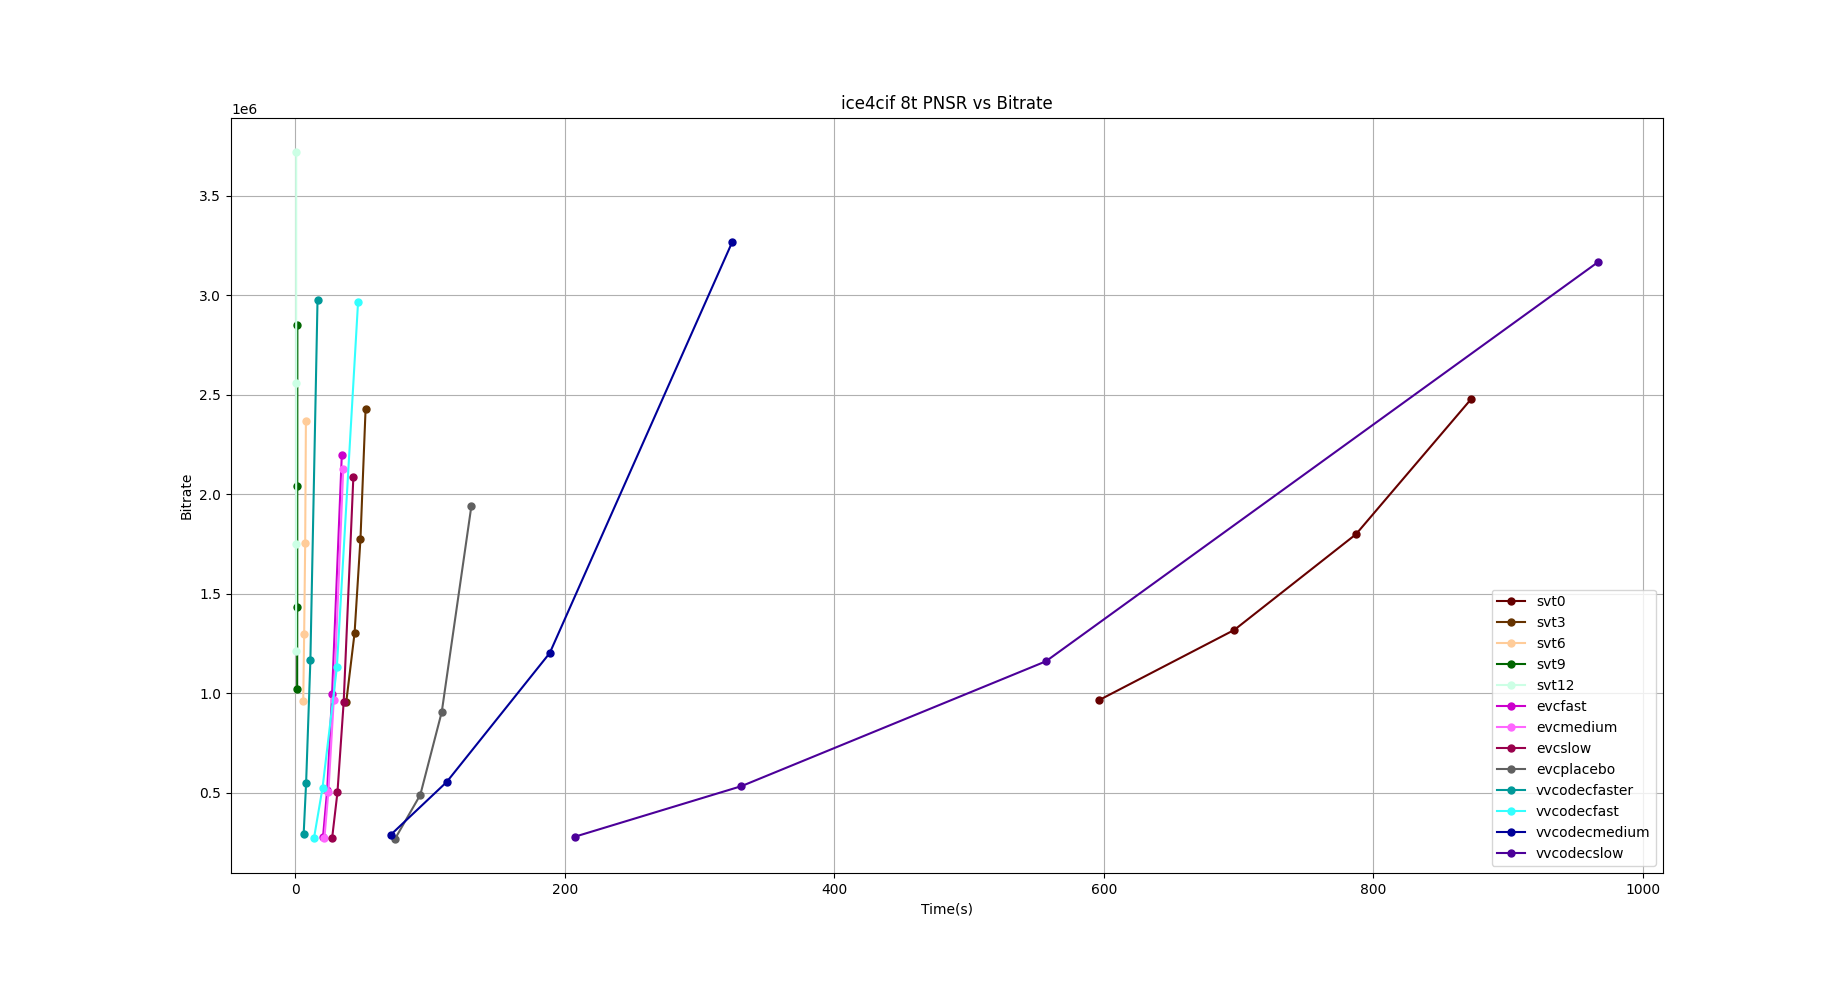 ice4cif 8t PNSR vs Bitrate
1e6
3.5
3.0
2.5
2.0
1.5
1.0
0.5
Bitrate
0 200 400 600 800 1000
Time(s)
svt0
svt3
svt6
svt9
svt12
evcfast
evcmedium
evcslow
evcplacebo
vvcodecfaster
vvcodecfast
vvcodecmedium
vvcodecslow